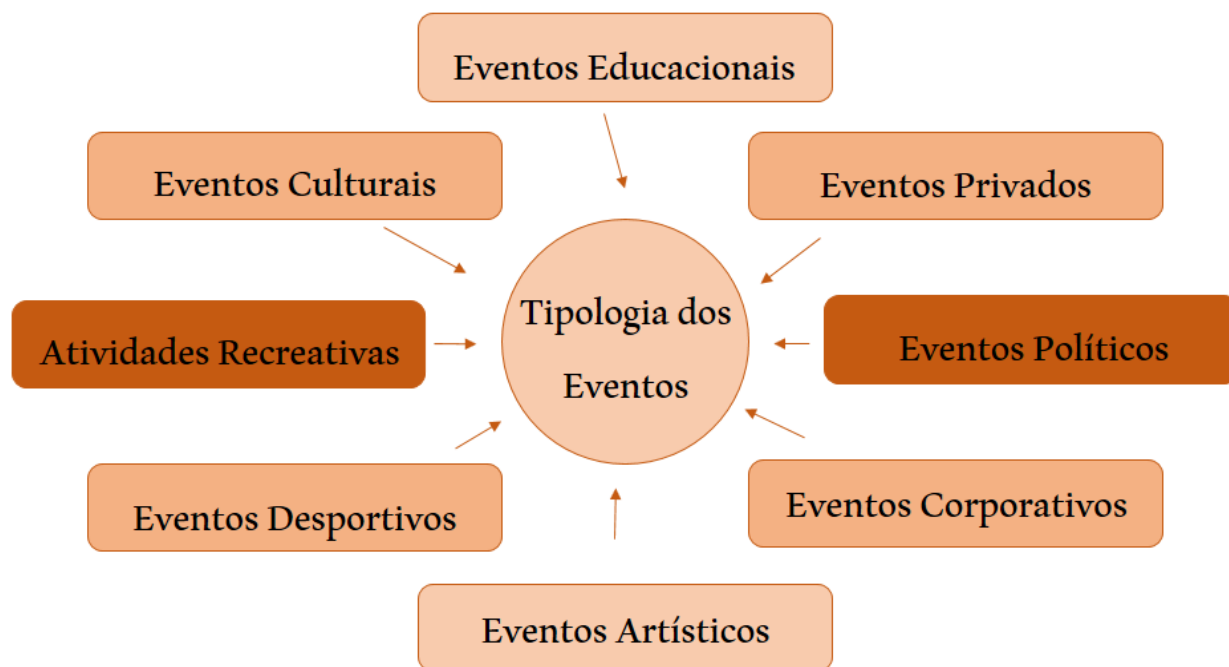 Eventos Educacionais
Eventos Culturais
Eventos Privados
Tipologia dos
Eventos
Atividades Recreativas
Eventos Políticos
Eventos Desportivos
Eventos Corporativos
Eventos Artísticos